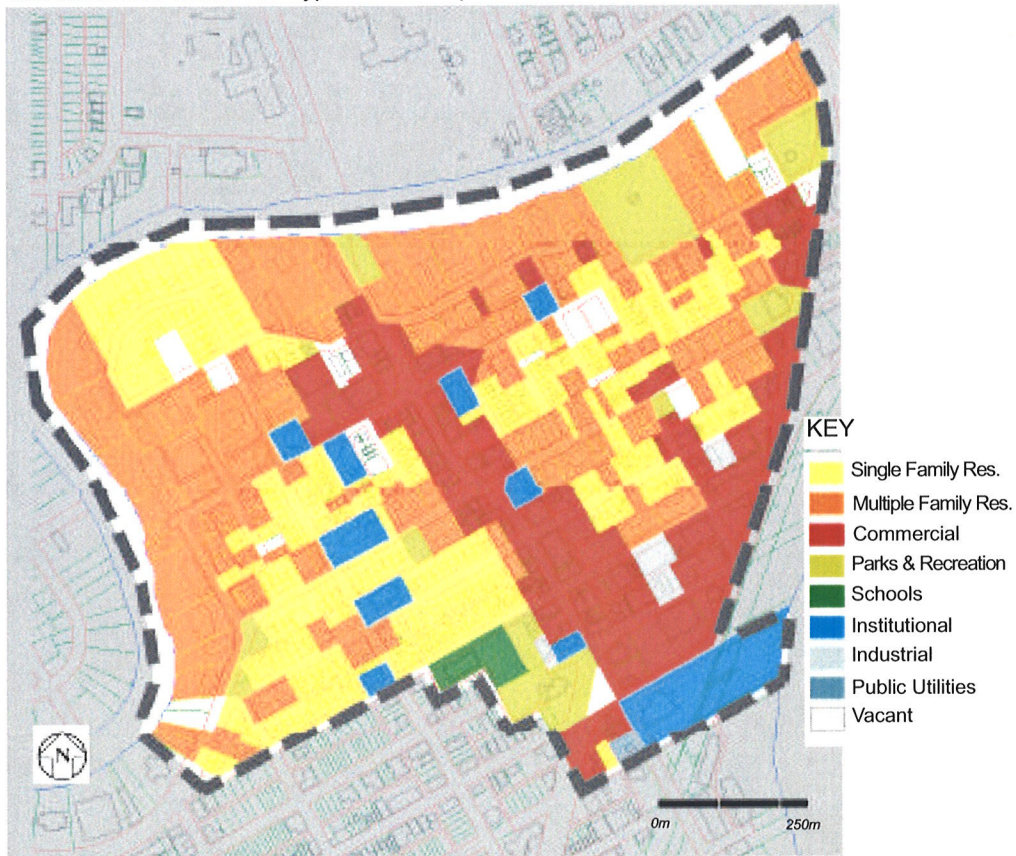 KEY
Single Family Res.
Multiple Family Res.
Commercial
Parks & Recreation
Schools
Institutional
Industrial
Public Utilities
Vacant
N
0m 250m